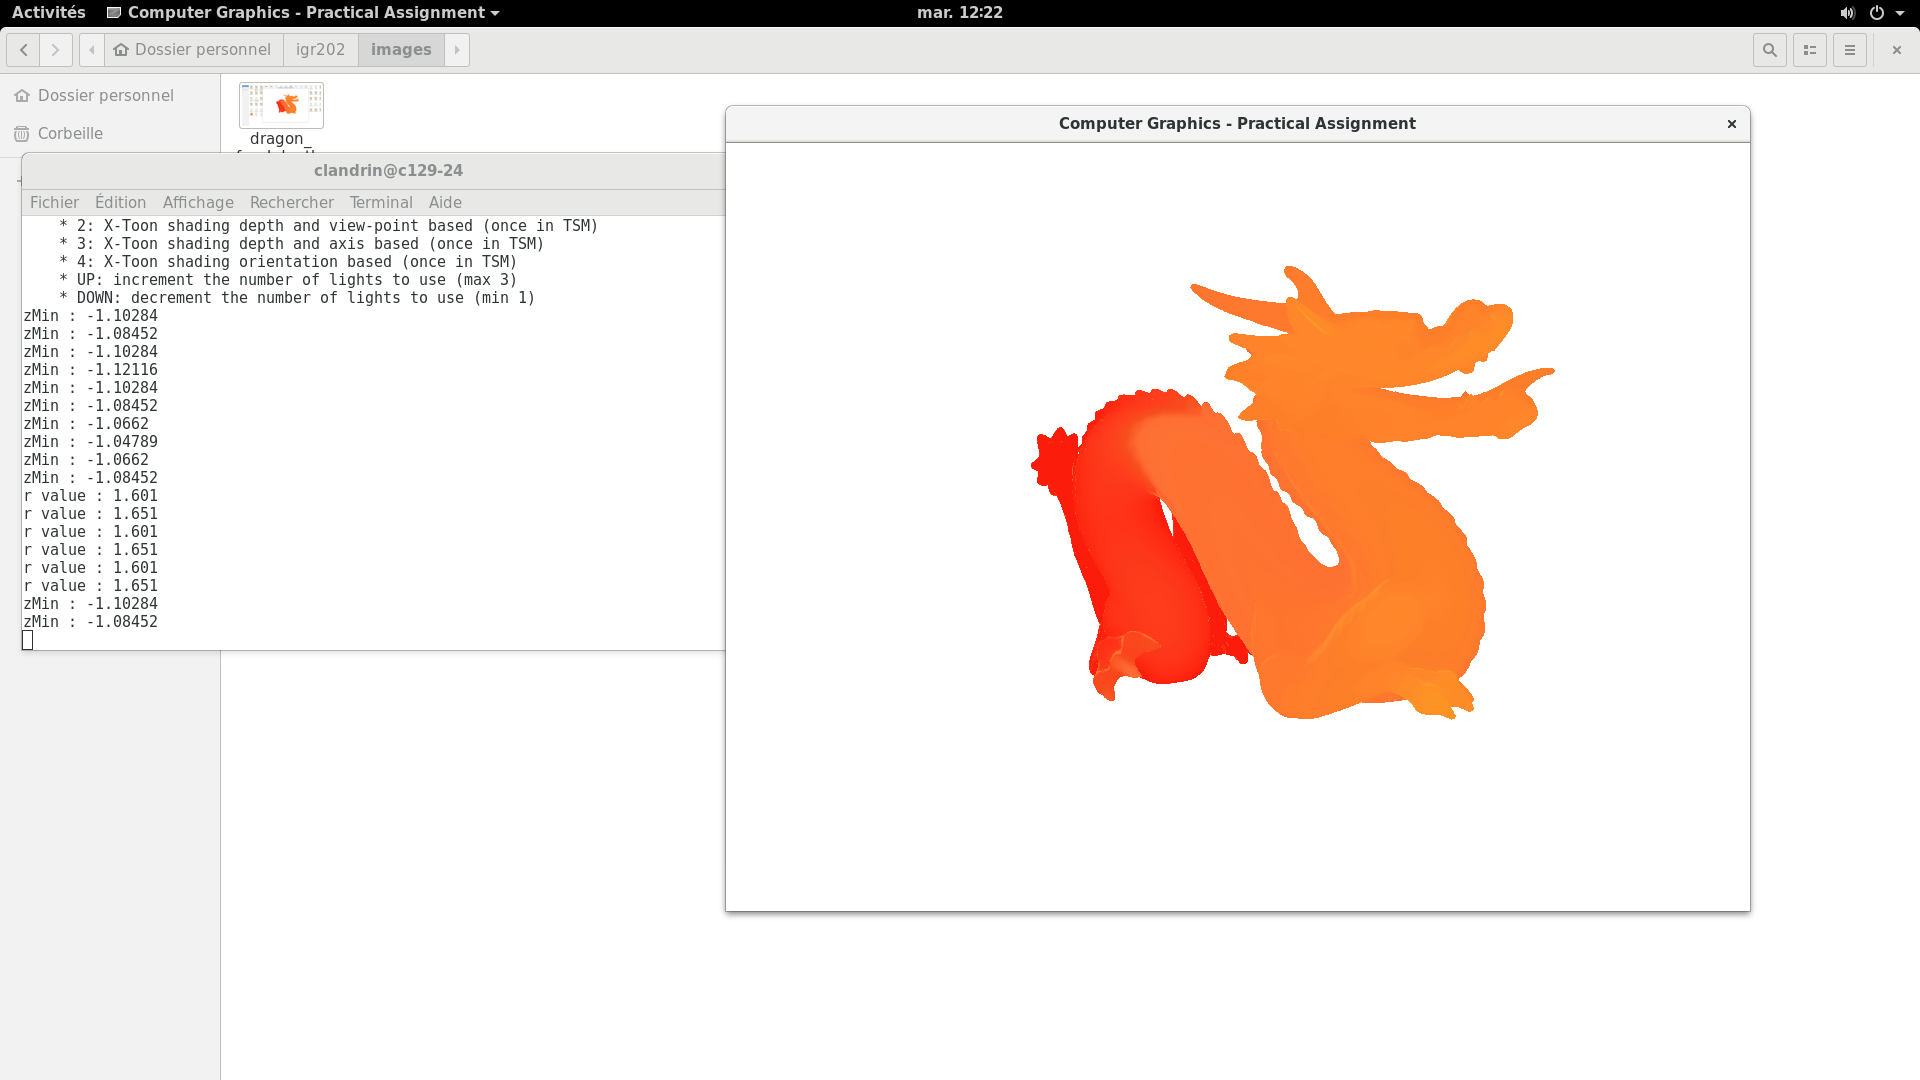 Activités
Computer Graphics - Practical Assignment
mar. 12:22
Dossier personnel
igr202
images
Dossier personnel
Corbeille
dragon_
Computer Graphics - Practical Assignment
clandrin@c129-24
Fichier Édition Affichage Rechercher Terminal Aide
* 2: X-Toon shading depth and view-point based (once in TSM)
* 3: X-Toon shading depth and axis based (once in TSM)
* 4: X-Toon shading orientation based (once in TSM)
* UP: increment the number of lights to use (max 3)
* DOWN: decrement the number of lights to use (min 1)
zMin : -1.10284
zMin : -1.08452
zMin : -1.10284
zMin : -1.12116
zMin : -1.10284
zMin : -1.08452
zMin : -1.0662
zMin : -1.04789
zMin : -1.0662
zMin : -1.08452
r value : 1.601
r value : 1.651
r value : 1.601
r value : 1.651
r value : 1.601
r value : 1.651
zMin : -1.10284
zMin : -1.08452